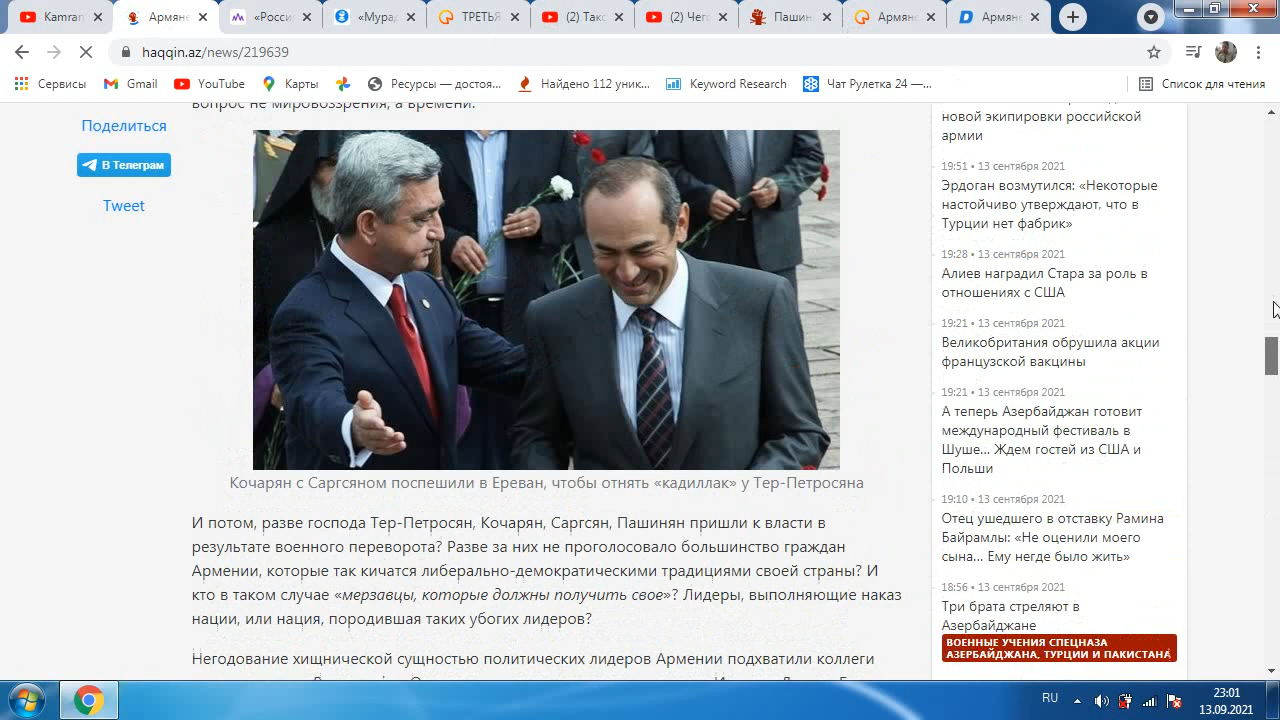 Kamran
Армяне
«Росси
«Мурад
ТРЕТЬЯ
(2) Такс
(2) Чего
Пашин
Армяне
Армяне
haqqin.az/news/219639
Сервисы
Gmail
YouTube
Карты
Ресурсы — достоя...
Найдено 112 уник...
Keyword Research
Чат Рулетка 24 —...
Список для чтения
вопрос не мировоззрения, а времени.
Поделиться
В Телеграм
Tweet
Кочарян с Саргсяном поспешили в Ереван, чтобы отнять «кадиллак» у Тер-Петросяна
И потом, разве господа Тер-Петросян, Кочарян, Саргсян, Пашинян пришли к власти в
результате военного переворота? Разве за них не проголосовало большинство граждан
Армении, которые так кичатся либерально-демократическими традициями своей страны? И
кто в таком случае «мерзавцы, которые должны получить свое»? Лидеры, выполняющие наказ
нации, или нация, породившая таких убогих лидеров?
Негодование хищничаской сущностью политических лидеров Армении подхватили коллеги
новой экипировки российской
армии
19:51 • 13 сентября 2021
Эрдоган возмутился: «Некоторые
настойчиво утверждают, что в
Турции нет фабрик»
19:28 • 13 сентября 2021
Алиев наградил Стара за роль в
отношениях с США
19:21 • 13 сентября 2021
Великобритания обрушила акции
французской вакцины
19:21 • 13 сентября 2021
А теперь Азербайджан готовит
международный фестиваль в
Шуше... Ждем гостей из США и
Польши
19:10 • 13 сентября 2021
Отец ушедшего в отставку Рамина
Байрамлы: «Не оценили моего
сына... Ему негде было жить»
18:56 • 13 сентября 2021
Три брата стреляют в
Азербайджане
ВОЕННЫЕ УЧЕНИЯ СПЕЦНАЗА
АЗЕРБАЙДЖАНА, ТУРЦИИ И ПАКИСТАНА
RU
23:01
13.09.2021